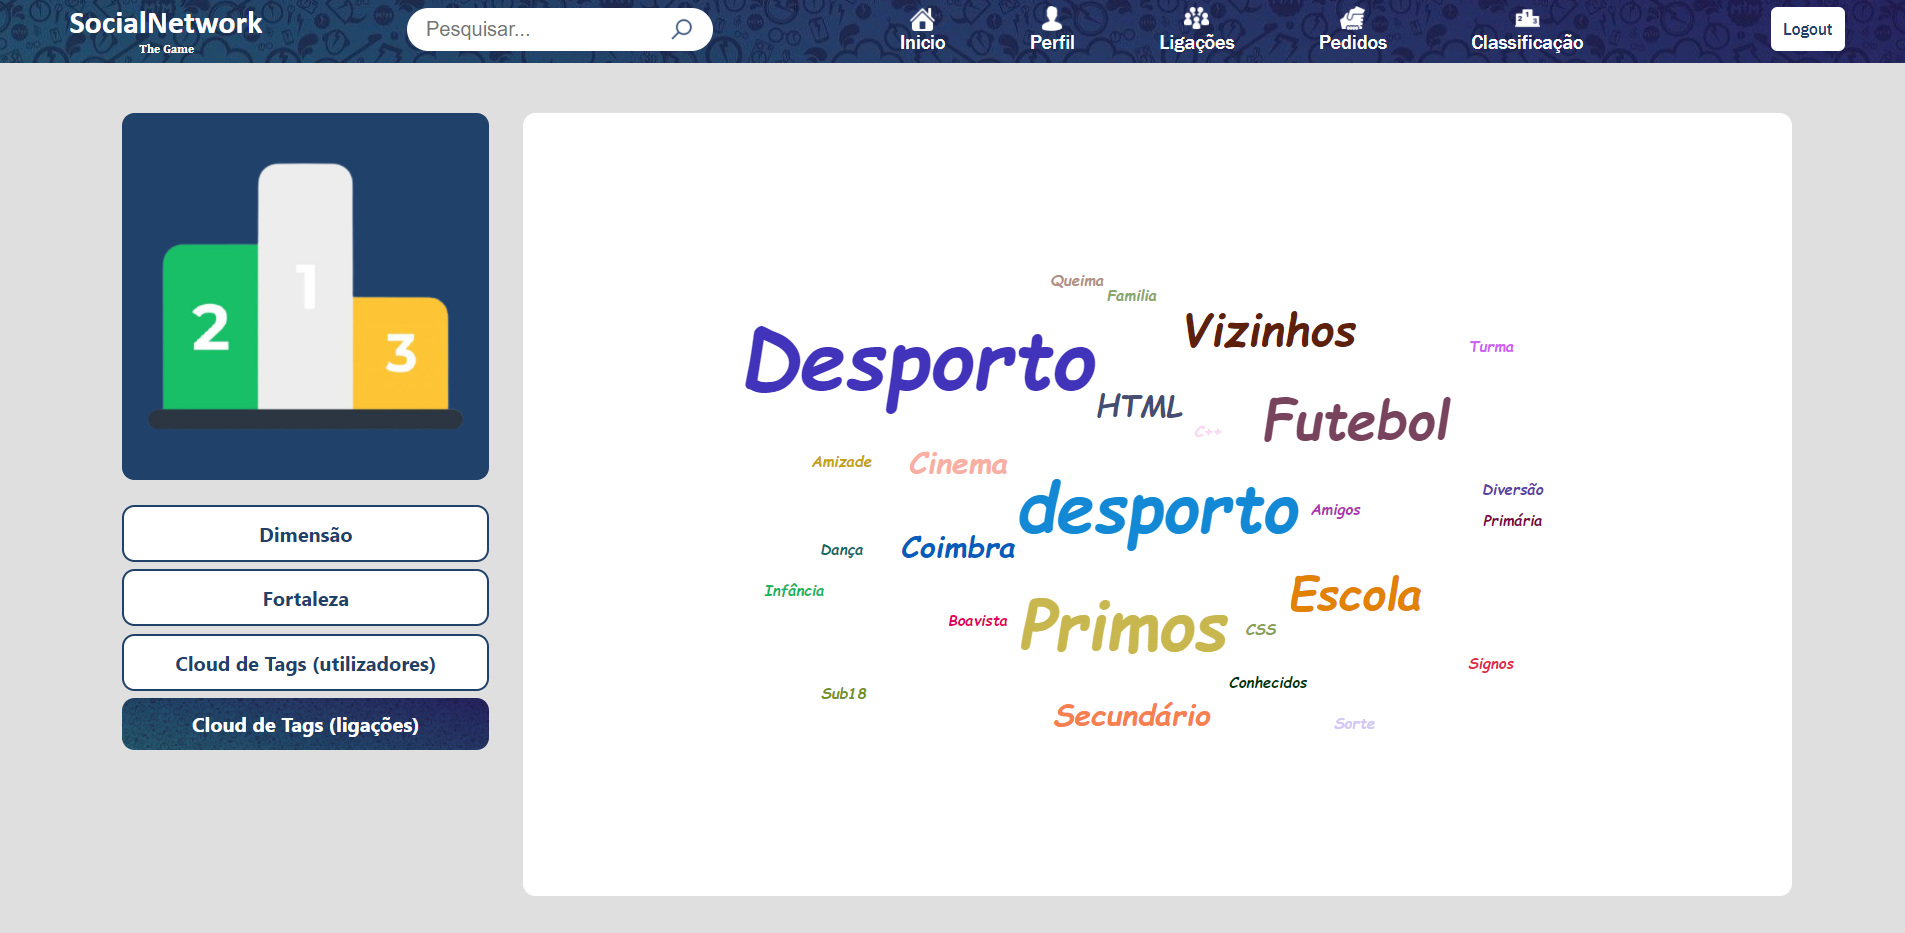 SocialNetwork
The Game
Pesquisar...
Inicio
Perfil
Ligações
Pedidos
Classificação
Logout
2
1
3
Dimensão
Fortaleza
Cloud de Tags (utilizadores)
Cloud de Tags (ligações)
Queima
Familia
Vizinhos
Turma
Desporto
HTML
Futebol
C++
Amizade
Cinema
Diversão
desporto
Amigos
Primária
Dança
Coimbra
Infância
Escola
Boavista
Primos
CSS
Signos
Conhecidos
Sub18
Secundário
Sorte